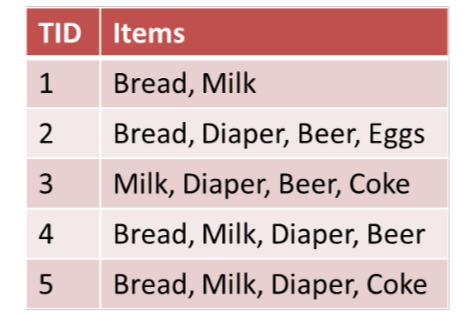 TID Items
1 Bread, Milk
2 Bread, Diaper, Beer, Eggs
3 Milk, Diaper, Beer, Coke
4 Bread, Milk, Diaper, Beer
5 Bread, Milk, Diaper, Coke